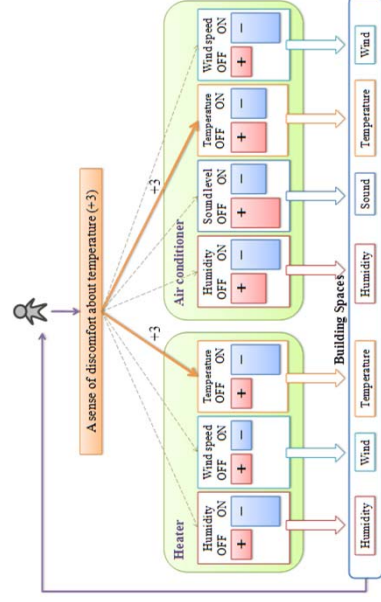 A sense of discomfort about temperature (+3)
+3
+3
Heater
Humidity
OFF ON
+ −
Wind speed
OFF ON
+ −
Temperature
OFF ON
+ −
Air conditioner
Humidity
OFF ON
+ −
Sound level
OFF ON
+ −
Temperature
OFF ON
+ −
Wind speed
OFF ON
+ −
Building Spaces
Humidity
Wind
Temperature
Humidity
Sound
Temperature
Wind